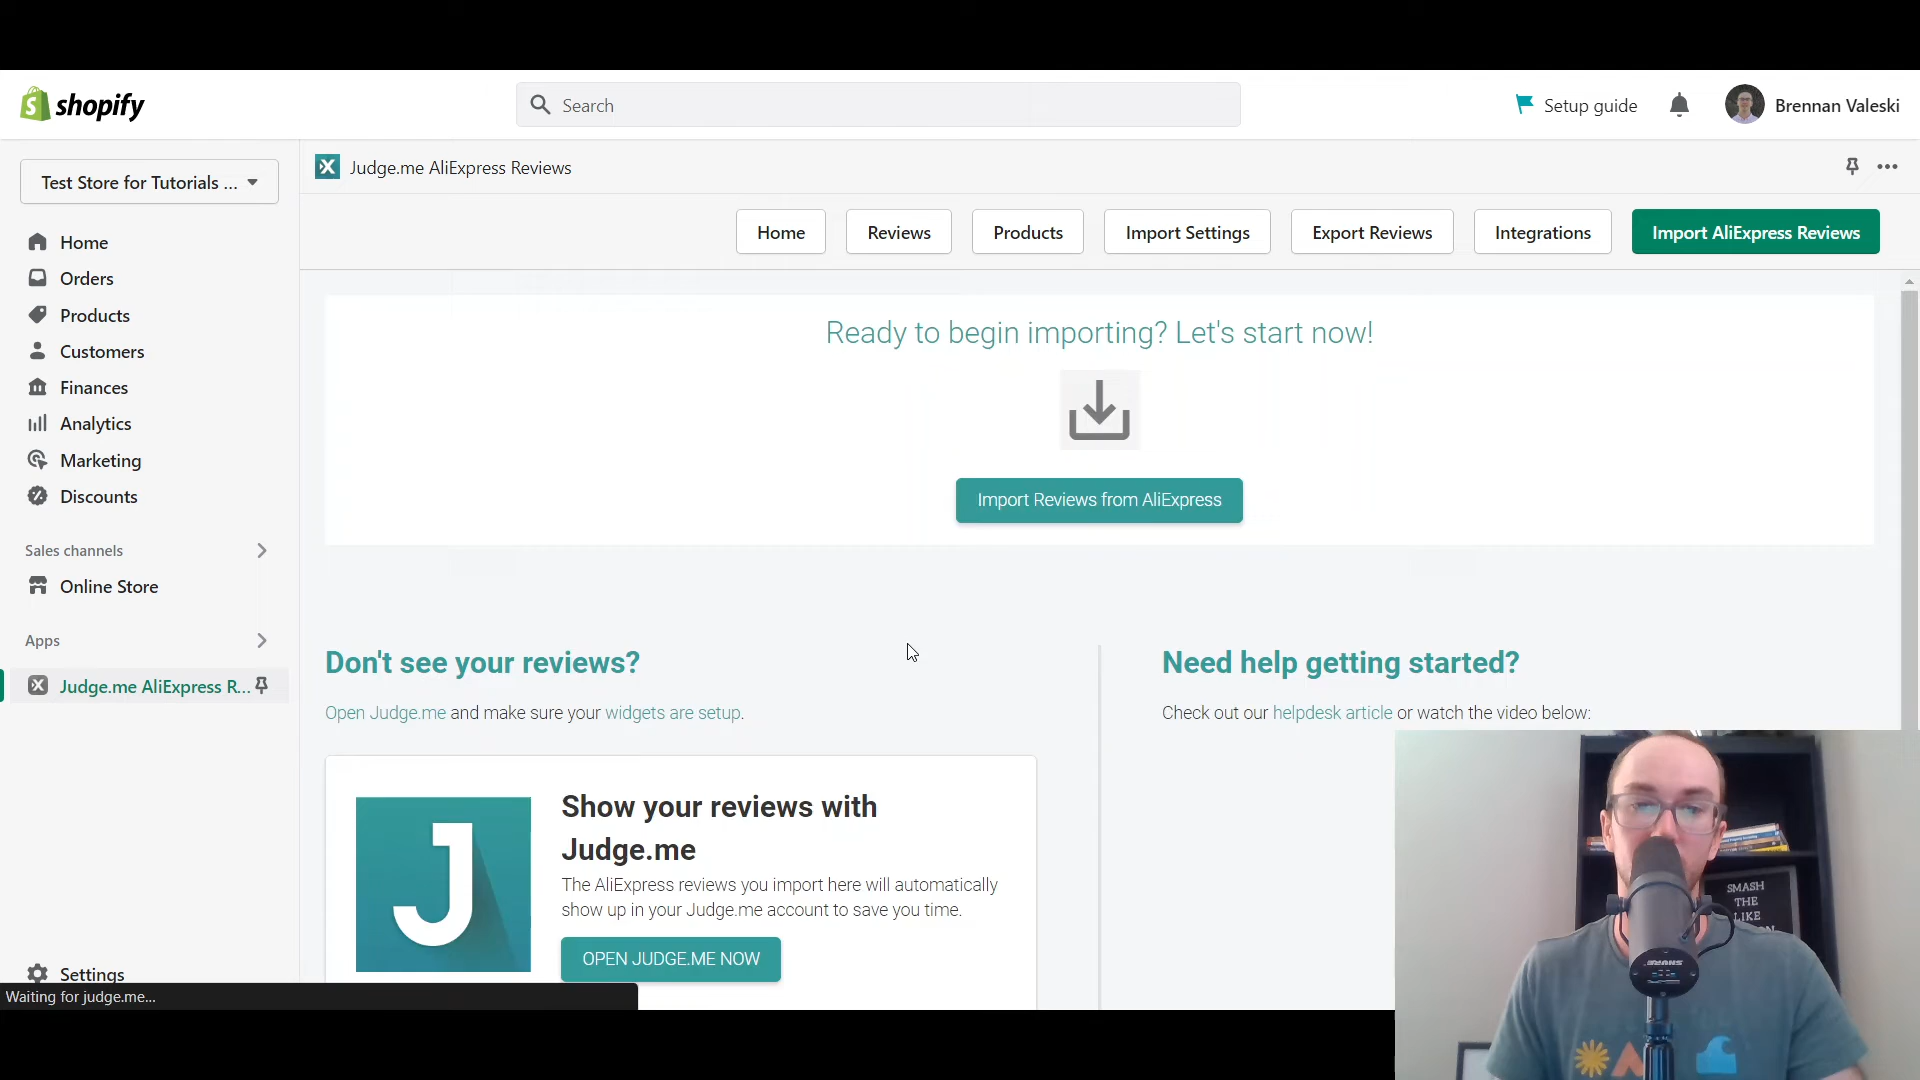 shopify
Search
Setup guide
Brennan Valeski
Test Store for Tutorials ...
Judge.me AliExpress Reviews
Home
Reviews
Products
Import Settings
Export Reviews
Integrations
Import AliExpress Reviews
Home
Orders
Products
Customers
Finances
Analytics
Marketing
Discounts
Sales channels
Online Store
Apps
Judge.me AliExpress R...
Settings
Waiting for judge.me...
Ready to begin importing? Let's start now!
Import Reviews from AliExpress
Don't see your reviews?
Open Judge.me and make sure your widgets are setup.
Show your reviews with
Judge.me
The AliExpress reviews you import here will automatically
show up in your Judge.me account to save you time.
OPEN JUDGE.ME NOW
Need help getting started?
Check out our helpdesk article or watch the video below:
SMASH
THE
LIKE